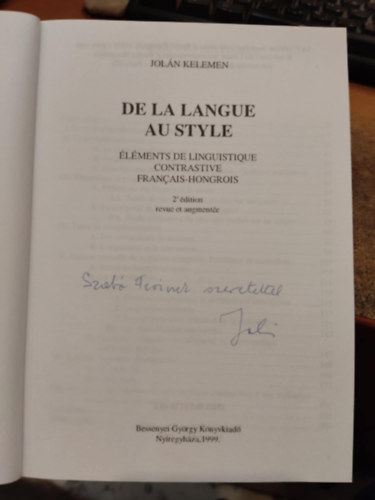 JOLÁN KELEMEN
DE LA LANGUE
AU STYLE
ÉLÉMENTS DE LINGUISTIQUE
CONTRASTIVE
FRANÇAIS-HONGROIS
2e édition
revue et augmentée
Szabó szeretettel
Joli
Bessenyei György Könyvkiadó
Nyíregyháza, 1999.